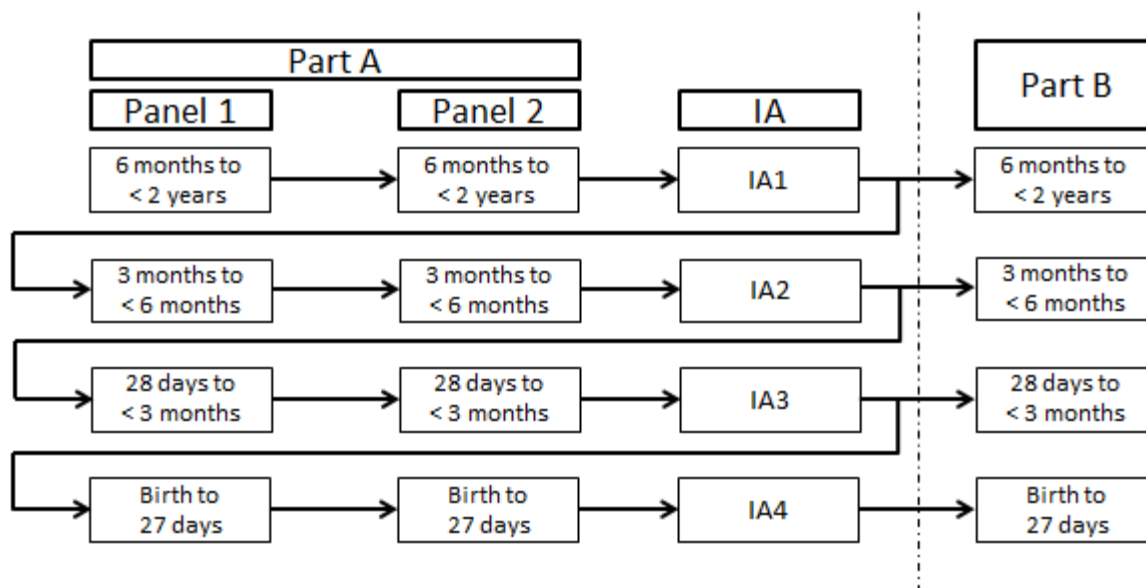 Part A
Part B
Panel 1
Panel 2
IA
6 months to
< 2 years
6 months to
< 2 years
IA1
6 months to
< 2 years
3 months to
< 6 months
3 months to
< 6 months
IA2
3 months to
< 6 months
28 days to
< 3 months
28 days to
< 3 months
IA3
28 days to
< 3 months
Birth to
27 days
Birth to
27 days
IA4
Birth to
27 days